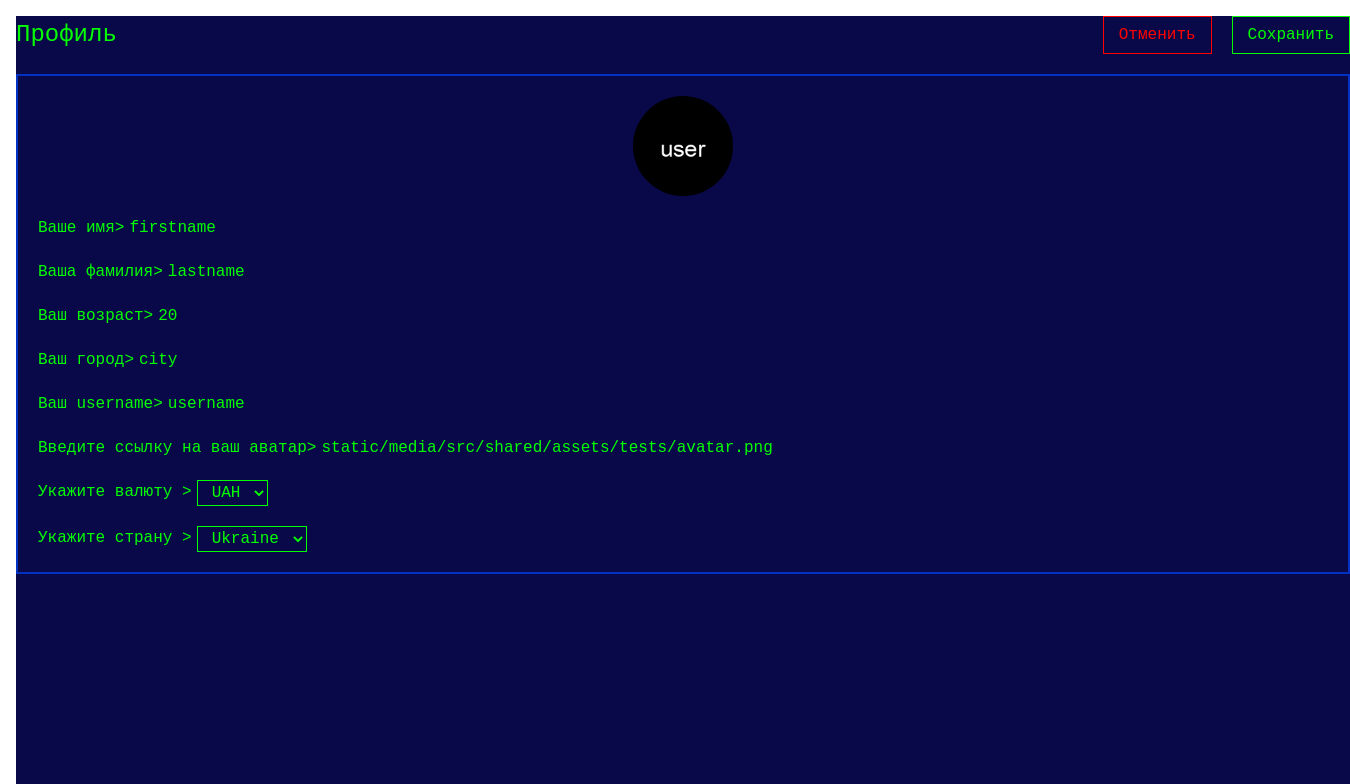 Профиль Отменить Сохранить
user
Ваше имя> firstname
Ваша фамилия> lastname
Ваш возраст> 20
Ваш город> city
Ваш username> username
Введите ссылку на ваш аватар> static/media/src/shared/assets/tests/avatar.png
Укажите валюту > UAH
Укажите страну > Ukraine